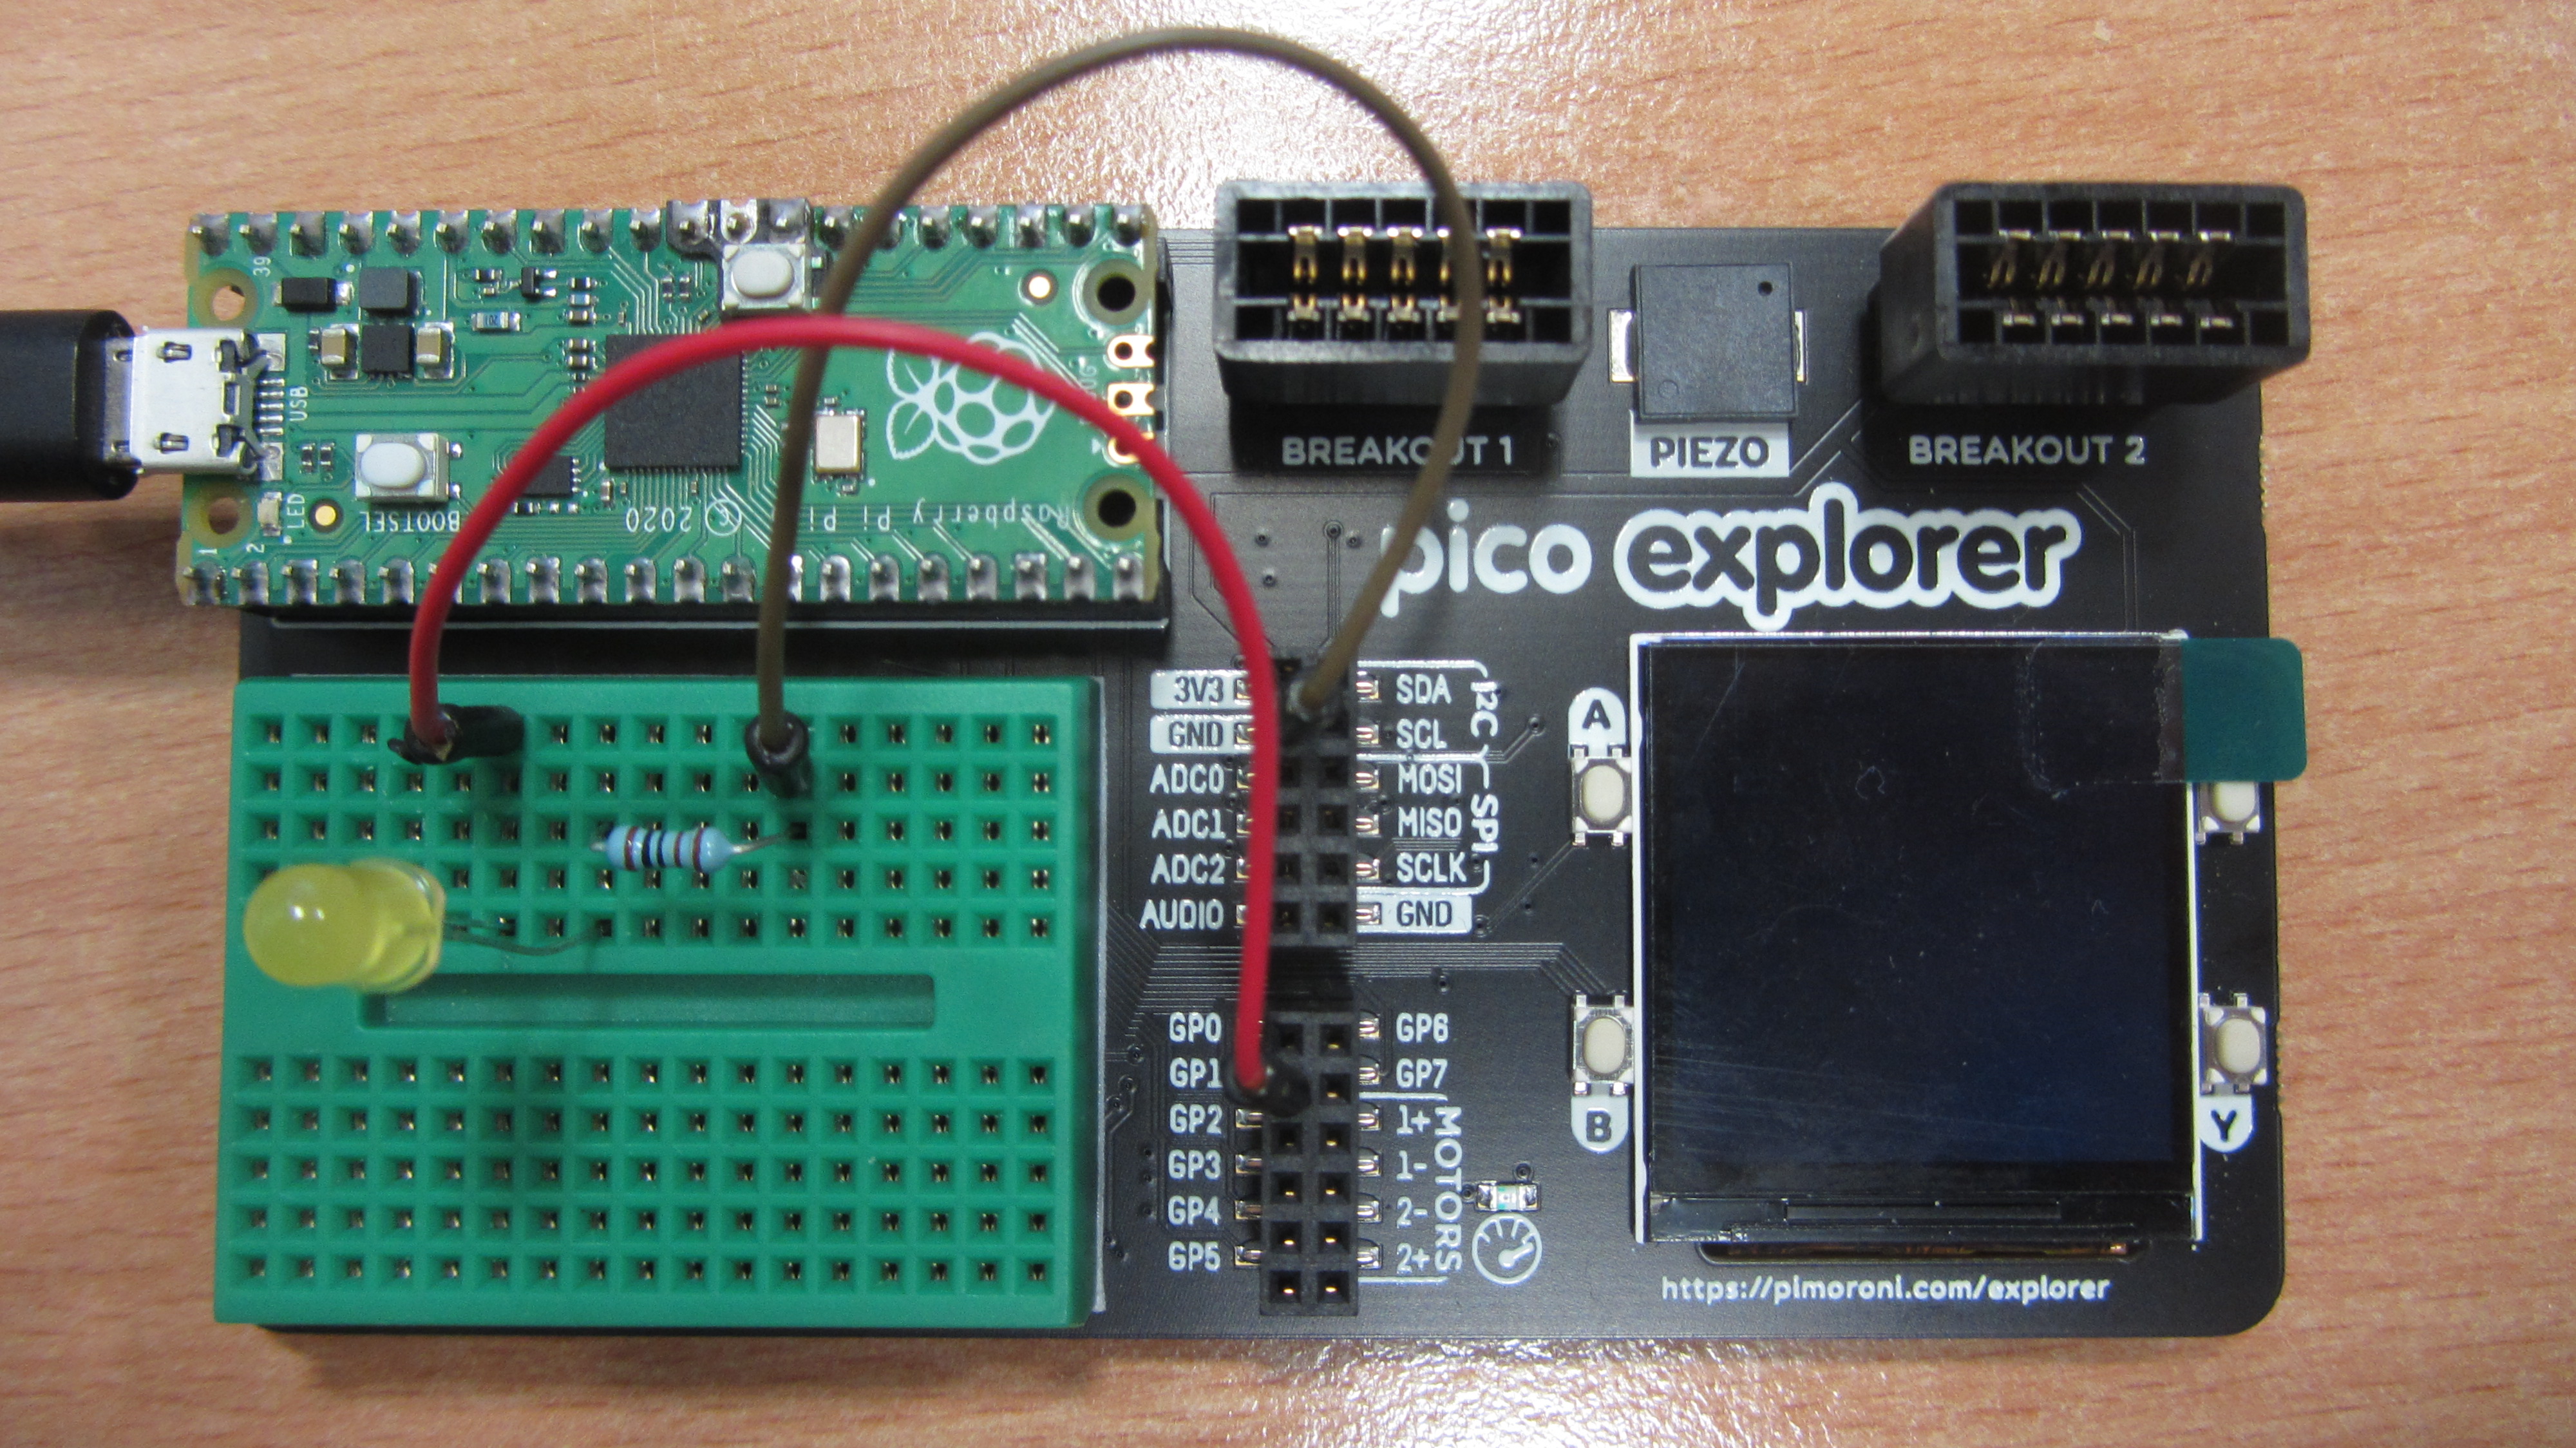 39
USB
LED
BOOTSEL
1
2
2020
Raspberry Pi Pi
BREAKOUT 1
PIEZO
BREAKOUT 2
pico explorer
3V3
SDA
GND
SCL
I2C
ADC0
MOSI
ADC1
MISO
SPI
ADC2
SCLK
AUDIO
GND
A
GP0
GP6
GP1
GP7
GP2
1+
GP3
1-
GP4
2-
GP5
2+
MOTORS
B
Y
https://pimoroni.com/explorer